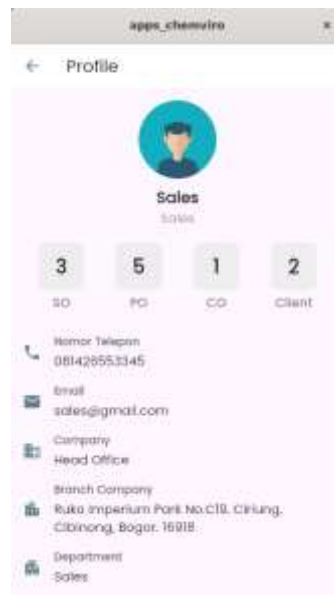 apps_chemviro
Profile
Sales
Sales
3 5 1 2
SO PO CO Client
Nomor Telepon
081426553345
Email
sales@gmail.com
Company
Head Office
Branch Company
Ruko Imperium Park No.C19, Ciriung,
Cibinong, Bogor. 16918
Department
Sales